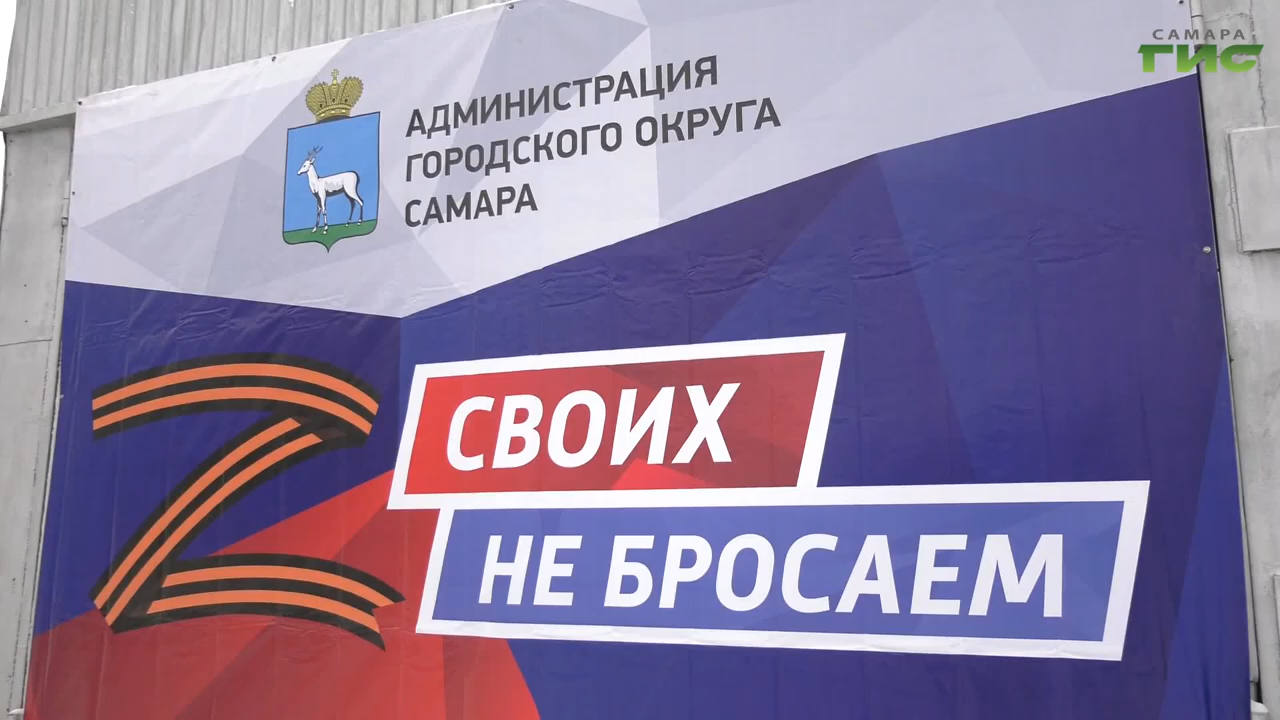 САМАРА
ГИС
АДМИНИСТРАЦИЯ
ГОРОДСКОГО ОКРУГА
САМАРА
Z
СВОИХ
НЕ БРОСАЕМ